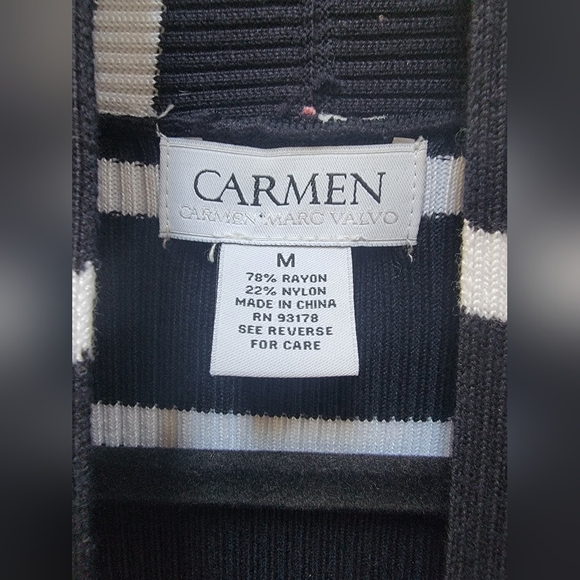 CARMEN
CARMEN MARC VALVO
M
78% RAYON
22% NYLON
MADE IN CHINA
RN 93178
SEE REVERSE
FOR CARE